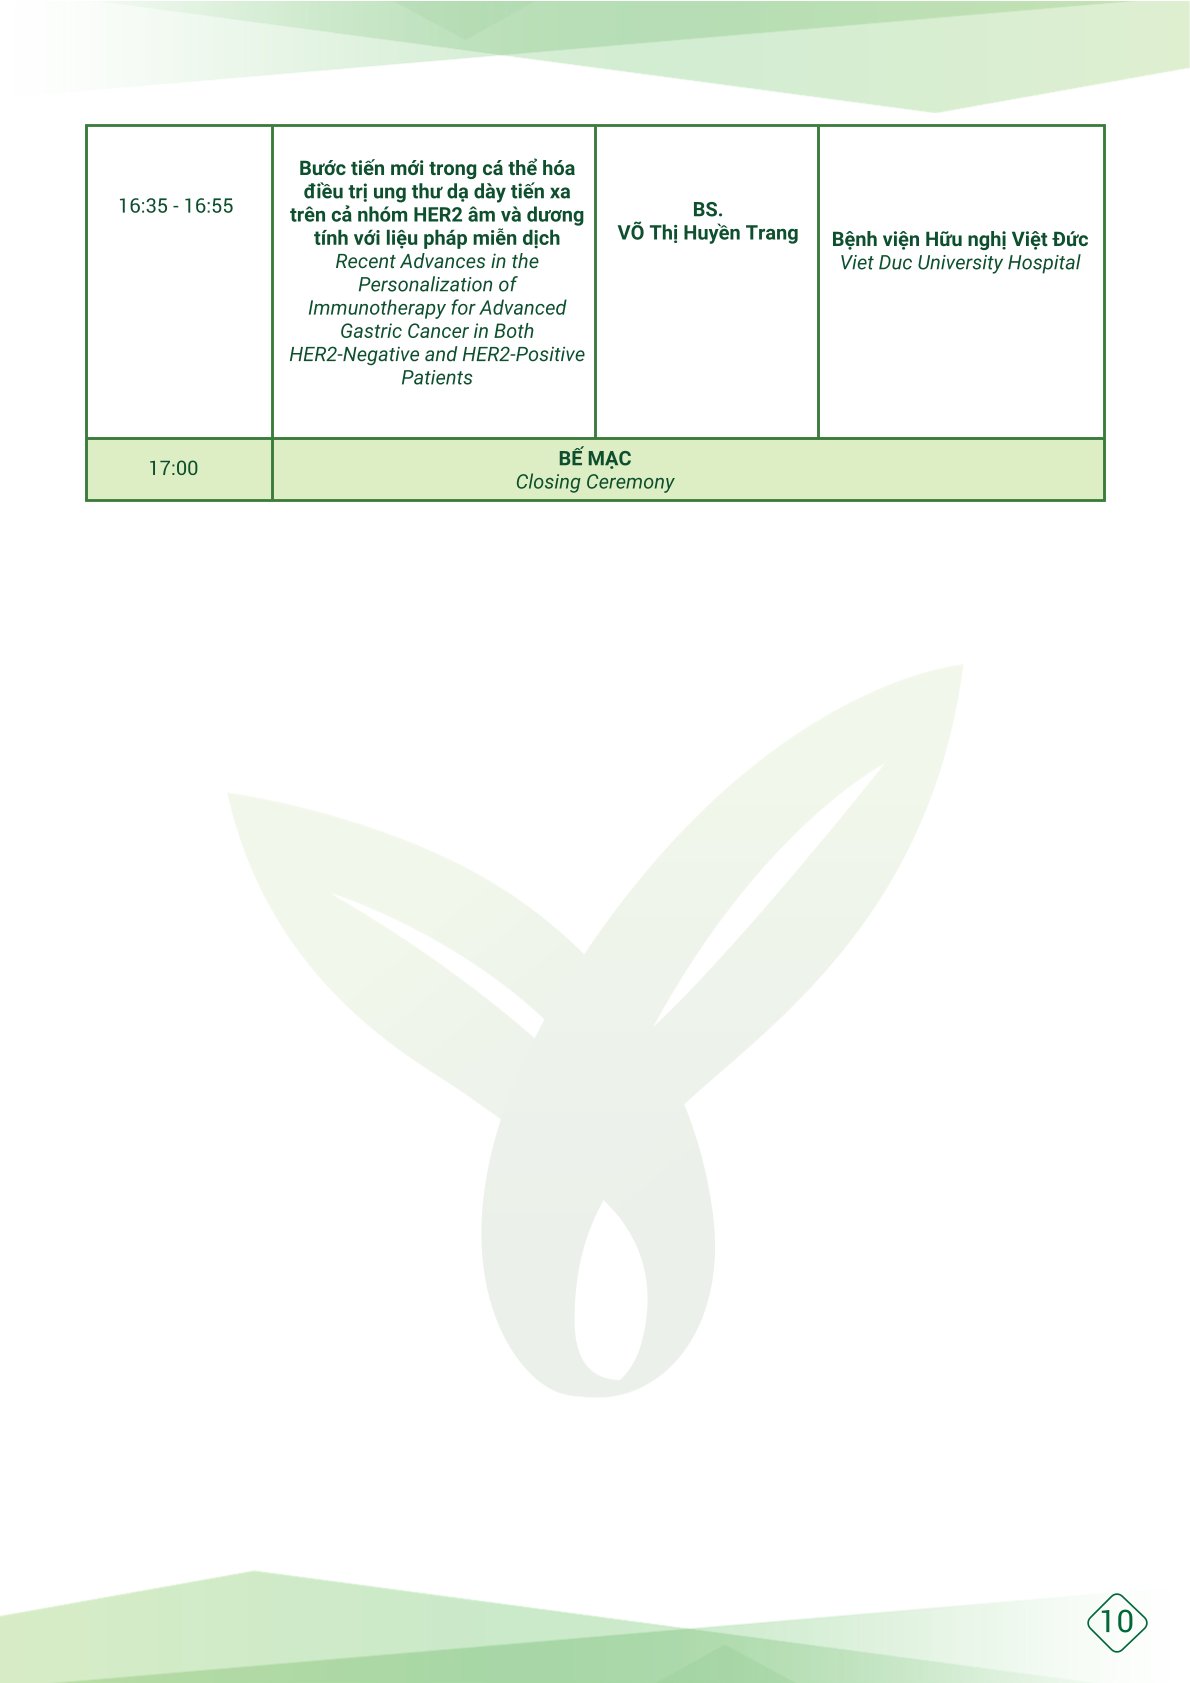 16:35 - 16:55
Bước tiến mới trong cá thể hóa
điều trị ung thư dạ dày tiến xa
trên cả nhóm HER2 âm và dương
tính với liệu pháp miễn dịch
Recent Advances in the
Personalization of
Immunotherapy for Advanced
Gastric Cancer in Both
HER2-Negative and HER2-Positive
Patients
BS.
VÕ Thị Huyền Trang
Bệnh viện Hữu nghị Việt Đức
Viet Duc University Hospital
17:00
BẾ MẠC
Closing Ceremony
10